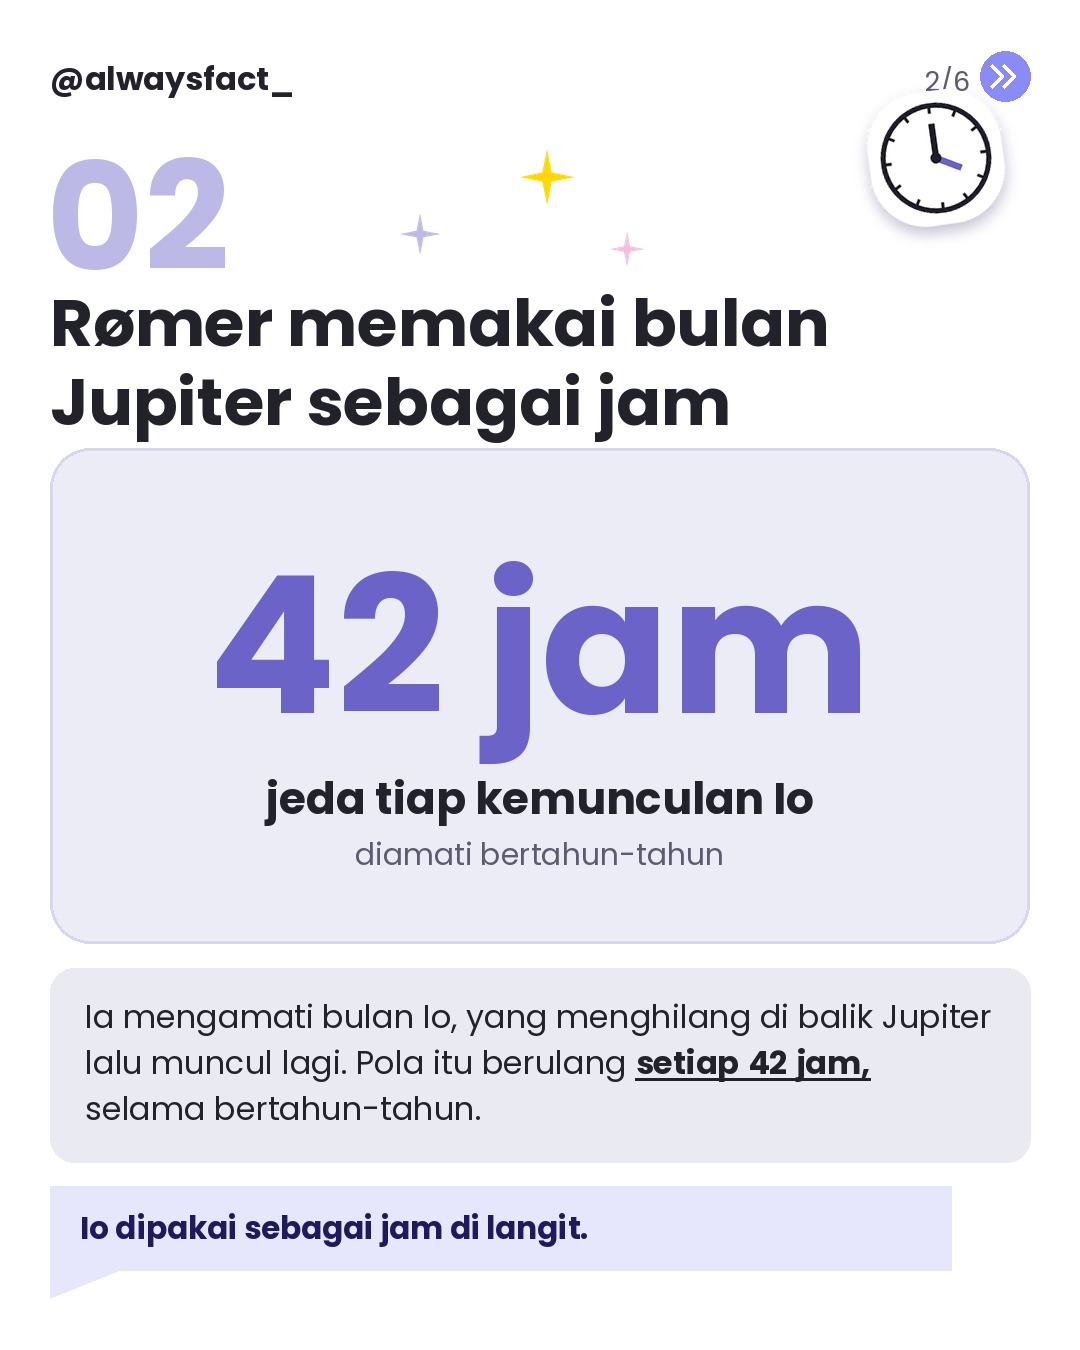 @alwaysfact_
2/6
02
Rømer memakai bulan
Jupiter sebagai jam
42 jam
jeda tiap kemunculan Io
diamati bertahun-tahun
Ia mengamati bulan Io, yang menghilang di balik Jupiter
lalu muncul lagi. Pola itu berulang setiap 42 jam,
selama bertahun-tahun.
Io dipakai sebagai jam di langit.